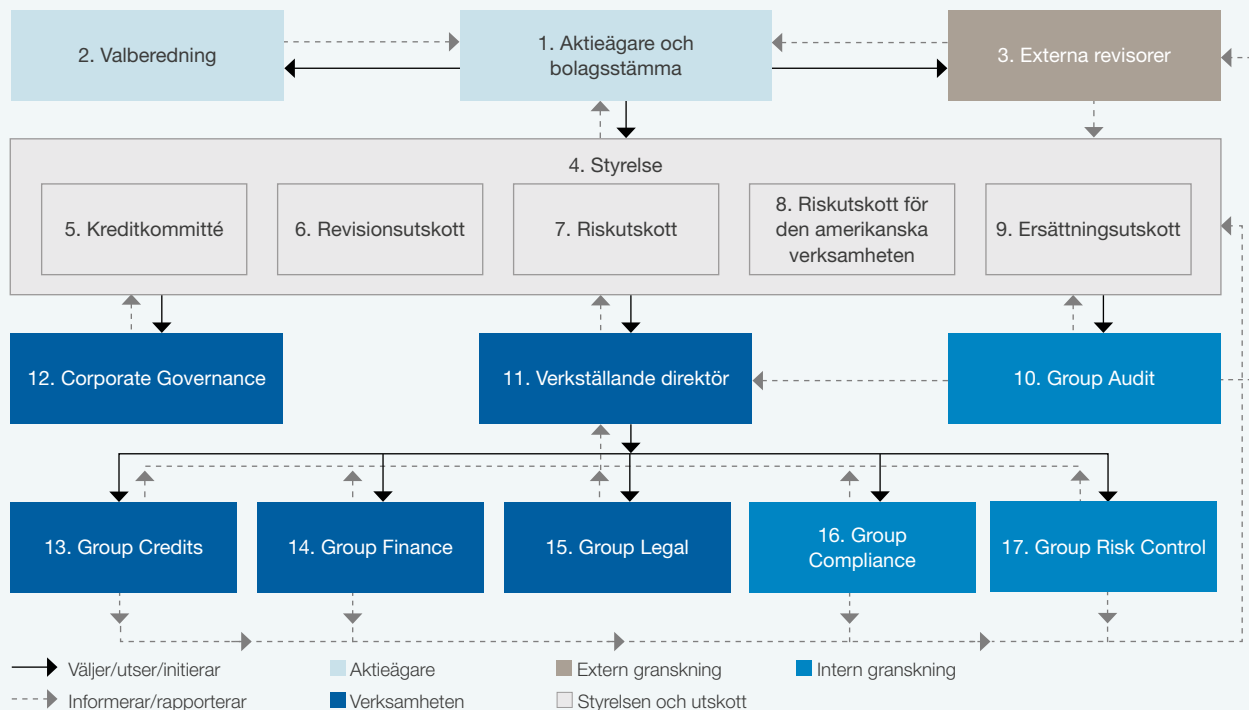 2. Valberedning
1. Aktieägare och
bolagsstämma
3. Externa revisorer
4. Styrelse
5. Kreditkommitté
6. Revisionsutskott
7. Riskutskott
8. Riskutskott för
den amerikanska
verksamheten
9. Ersättningsutskott
12. Corporate Governance
11. Verkställande direktör
10. Group Audit
13. Group Credits
14. Group Finance
15. Group Legal
16. Group
Compliance
17. Group Risk Control
Väljer/utser/initierar
Aktieägare
Extern granskning
Intern granskning
Informerar/rapporterar
Verksamheten
Styrelsen och utskott